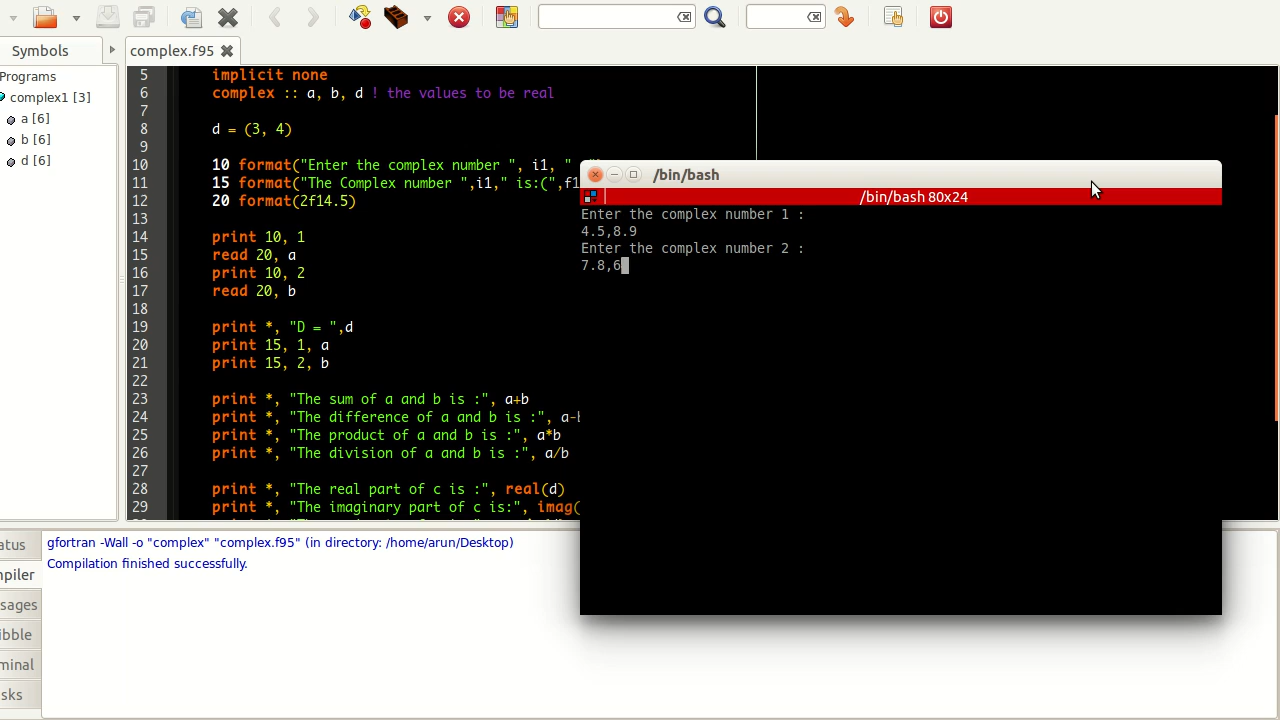 Symbols
complex.f95
Programs
complex1 [3]
a [6]
b [6]
d [6]
5 implicit none
6 complex :: a, b, d ! the values to be real
7
8 d = (3, 4)
9
10 10 format("Enter the complex number ", i1, "
11 15 format("The Complex number ",i1," is:(",f1
12 20 format(2f14.5)
13
14 print 10, 1
15 read 20, a
16 print 10, 2
17 read 20, b
18
19 print *, "D = ",d
20 print 15, 1, a
21 print 15, 2, b
22
23 print *, "The sum of a and b is :", a+b
24 print *, "The difference of a and b is :", a-b
25 print *, "The product of a and b is :", a*b
26 print *, "The division of a and b is :", a/b
27
28 print *, "The real part of c is :", real(d)
29 print *, "The imaginary part of c is:", imag(
/bin/bash
/bin/bash 80x24
Enter the complex number 1 :
4.5,8.9
Enter the complex number 2 :
7.8,6
atus
mpiler
sages
ibble
minal
sks
gfortran -Wall -o "complex" "complex.f95" (in directory: /home/arun/Desktop)
Compilation finished successfully.